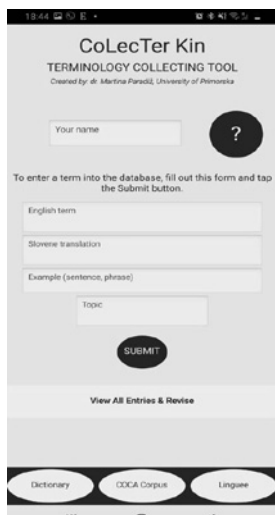 18:44
CoLecTer Kin
TERMINOLOGY COLLECTING TOOL
Created by: dr. Martina Paradiž, University of Primorska
Your name
?
To enter a term into the database, fill out this form and tap
the Submit button.
English term
Slovene translation
Example (sentence, phrase)
Topic
SUBMIT
View All Entries & Revise
Dictionary
COCA Corpus
Linguee